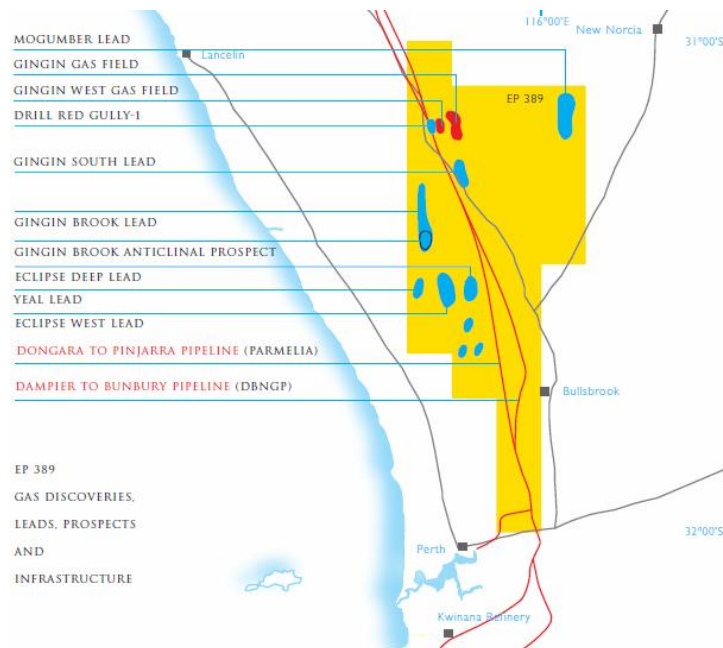 116°00'E
New Norcia
MOGUMBER LEAD
31°00'S
Lancelin
GINGIN GAS FIELD
GINGIN WEST GAS FIELD
EP 389
DRILL RED GULLY-1
GINGIN SOUTH LEAD
GINGIN BROOK LEAD
GINGIN BROOK ANTICLINAL PROSPECT
ECLIPSE DEEP LEAD
YEAL LEAD
ECLIPSE WEST LEAD
DONGARA TO PINJARRA PIPELINE (PARMELIA)
DAMPIER TO BUNBURY PIPELINE (DBNGP)
Bullsbrook
EP 389
GAS DISCOVERIES,
LEADS, PROSPECTS
AND
INFRASTRUCTURE
32°00'S
Perth
Kwinana Refinery